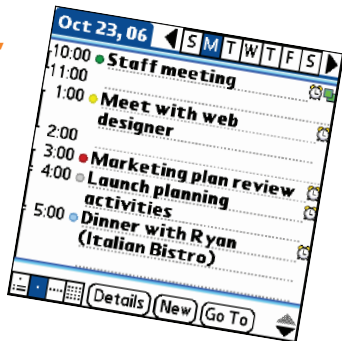 Oct 23, 06 S M T W T F S
10:00 Staff meeting
11:00
1:00 Meet with web
designer
2:00
3:00 Marketing plan review
4:00 Launch planning
activities
5:00 Dinner with Ryan
(Italian Bistro)
Details New Go To